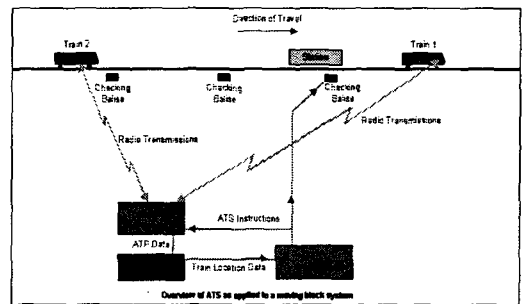 Direction of Travel
Train 2
Train 1
Checking
Balise
Checking
Balise
Checking
Balise
Radio Transmissions
Radio Transmissions
ATS Instructions
ATP Data
Train Location Data
Overview of ATS as applied to a moving block system